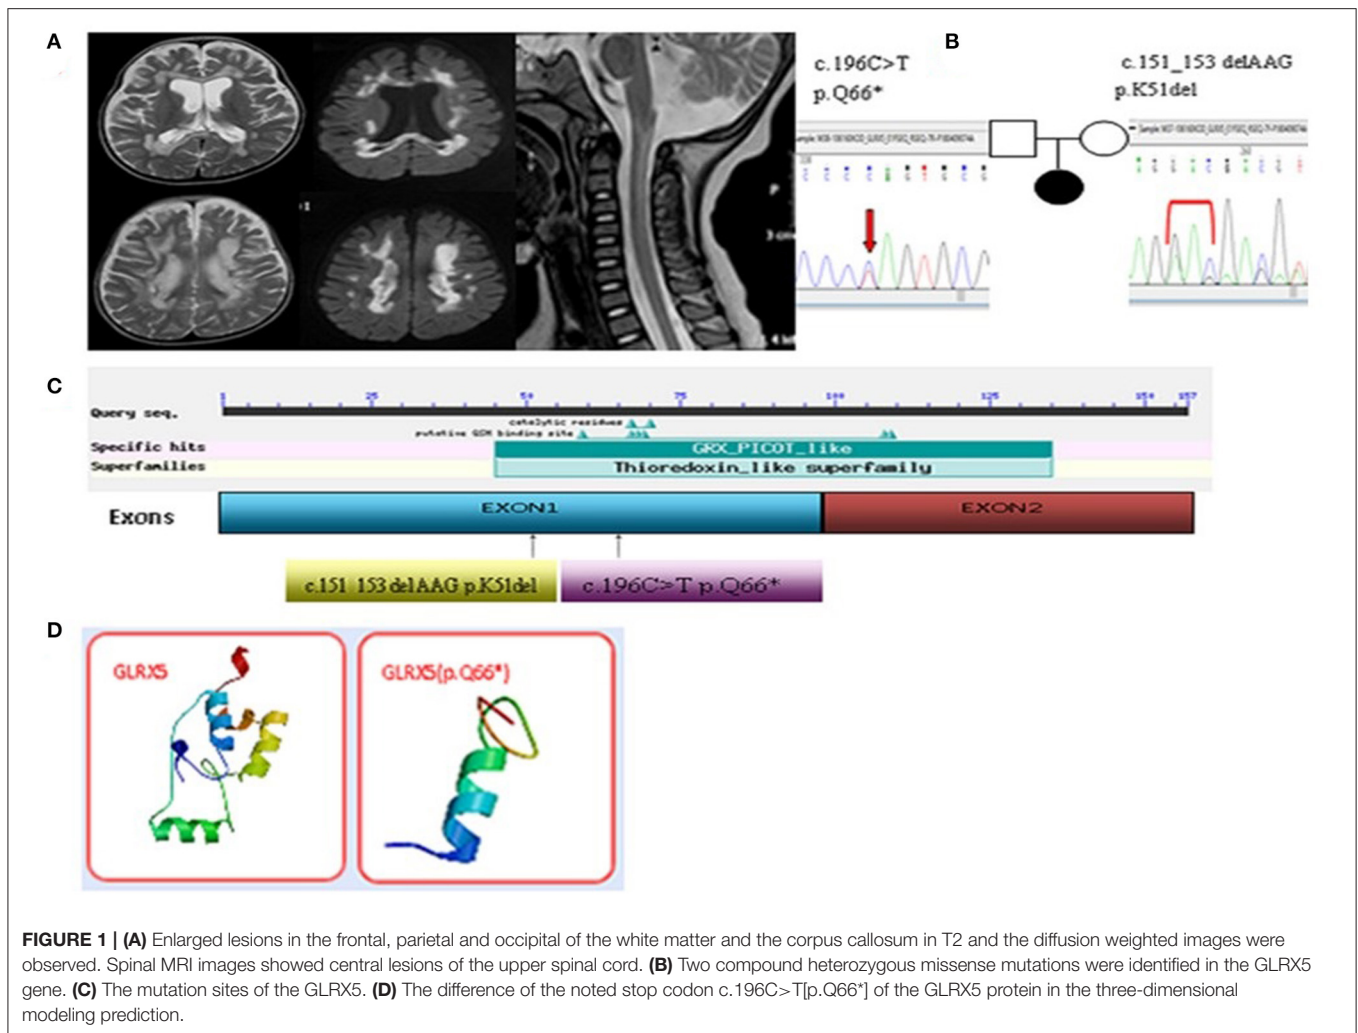 A
B
c.196C>T
p.Q66*
c.151_153 delAAG
p.K51del
P
C
1
25
50
75
100
125
150
157
Query seq.
catalytic residues
putative GSH binding site
Specific hits
GRX_PICOT_like
Superfamilies
Thioredoxin_like superfamily
Exons
EXON1
EXON2
c.151 153 delAAG p.K51del
c.196C>T p.Q66*
D
GLRX5
GLRX5(p.Q66*)
FIGURE 1 | (A) Enlarged lesions in the frontal, parietal and occipital of the white matter and the corpus callosum in T2 and the diffusion weighted images were
observed. Spinal MRI images showed central lesions of the upper spinal cord. (B) Two compound heterozygous missense mutations were identified in the GLRX5
gene. (C) The mutation sites of the GLRX5. (D) The difference of the noted stop codon c.196C>T[p.Q66*] of the GLRX5 protein in the three-dimensional
modeling prediction.